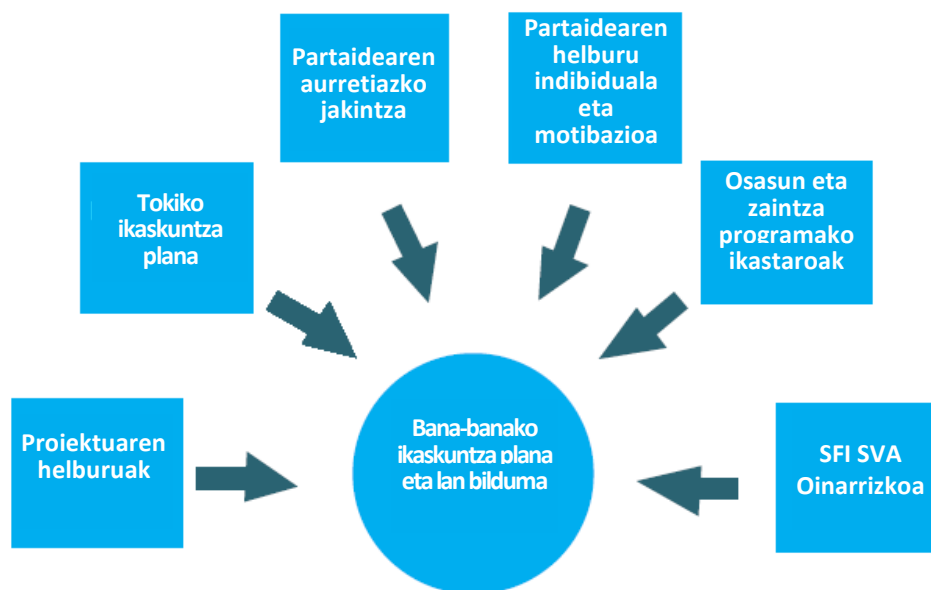 Partaidearen
aurretiazko
jakintza
Partaidearen
helburu
indibiduala
eta
motibazioa
Tokiko
ikaskuntza
plana
Osasun eta
zaintza
programako
ikastaroak
Proiektuaren
helburuak
Bana-banako
ikaskuntza plana
eta lan bilduma
SFI SVA
Oinarrizkoa